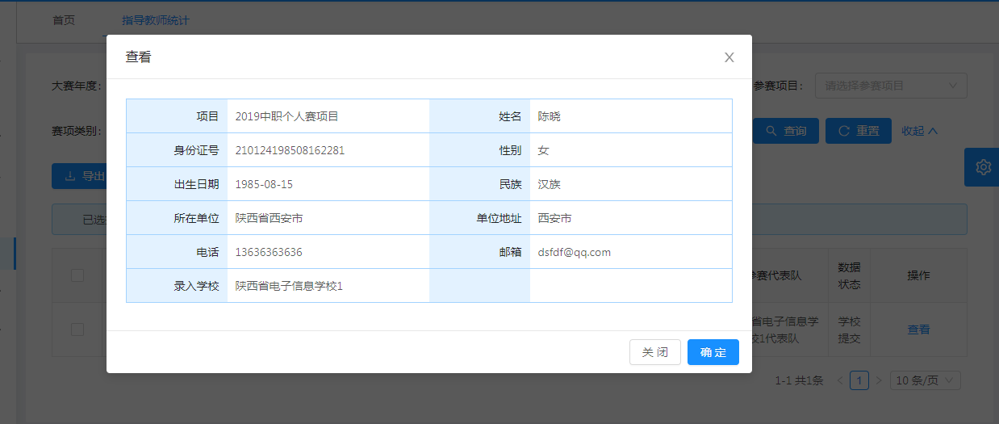 首页
指导教师统计
查看
大赛年度:
参赛项目:
请选择参赛项目
项目
2019中职个人赛项目
姓名
陈晓
赛项类别:
查询
重置
收起
身份证号
210124198508162281
性别
女
导出
出生日期
1985-08-15
民族
汉族
已选
所在单位
陕西省西安市
单位地址
西安市
电话
13636363636
邮箱
dsfdf@qq.com
录入学校
陕西省电子信息学校1
参赛代表队
数据
状态
操作
省电子信息学
校1代表队
学校
提交
查看
关 闭
确 定
1-1 共1条
1
10 条/页